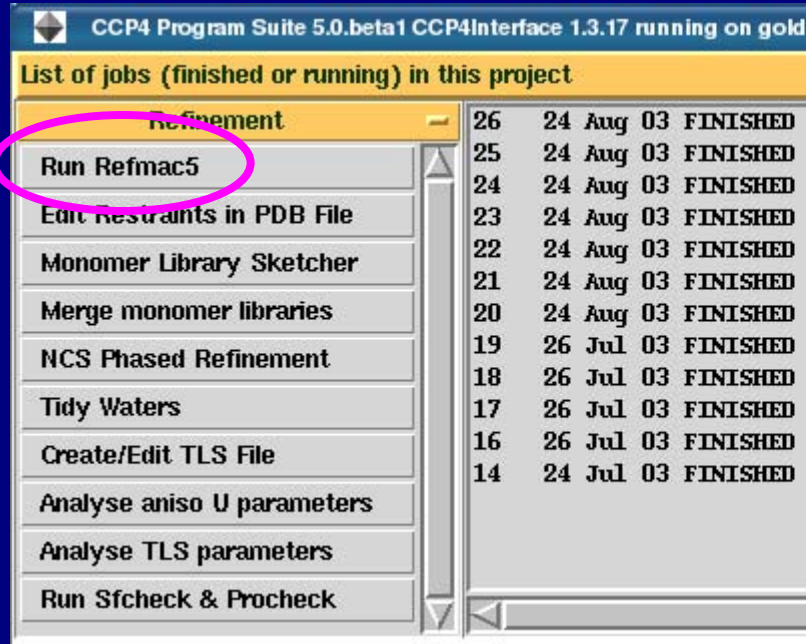 CCP4 Program Suite 5.0.beta1 CCP4Interface 1.3.17 running on gold
List of jobs (finished or running) in this project
Refinement
Run Refmac5
Edit Restraints in PDB File
Monomer Library Sketcher
Merge monomer libraries
NCS Phased Refinement
Tidy Waters
Create/Edit TLS File
Analyse aniso U parameters
Analyse TLS parameters
Run Sfcheck & Procheck
26 24 Aug 03 FINISHED
25 24 Aug 03 FINISHED
24 24 Aug 03 FINISHED
23 24 Aug 03 FINISHED
22 24 Aug 03 FINISHED
21 24 Aug 03 FINISHED
20 24 Aug 03 FINISHED
19 26 Jul 03 FINISHED
18 26 Jul 03 FINISHED
17 26 Jul 03 FINISHED
16 26 Jul 03 FINISHED
14 24 Jul 03 FINISHED